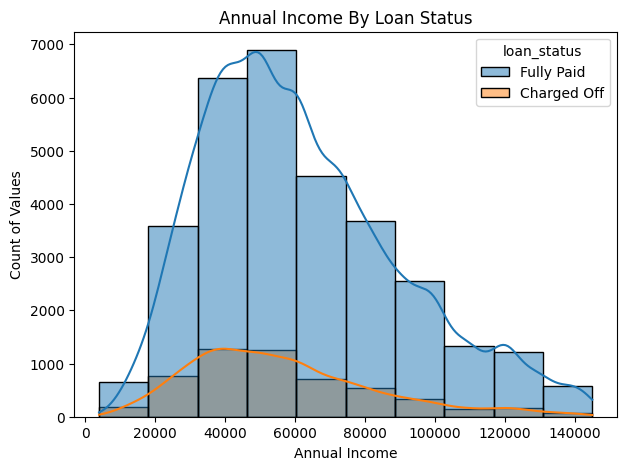 Annual Income By Loan Status
7000
6000
5000
4000
3000
2000
1000
0
Count of Values
loan_status
Fully Paid
Charged Off
0 20000 40000 60000 80000 100000 120000 140000
Annual Income